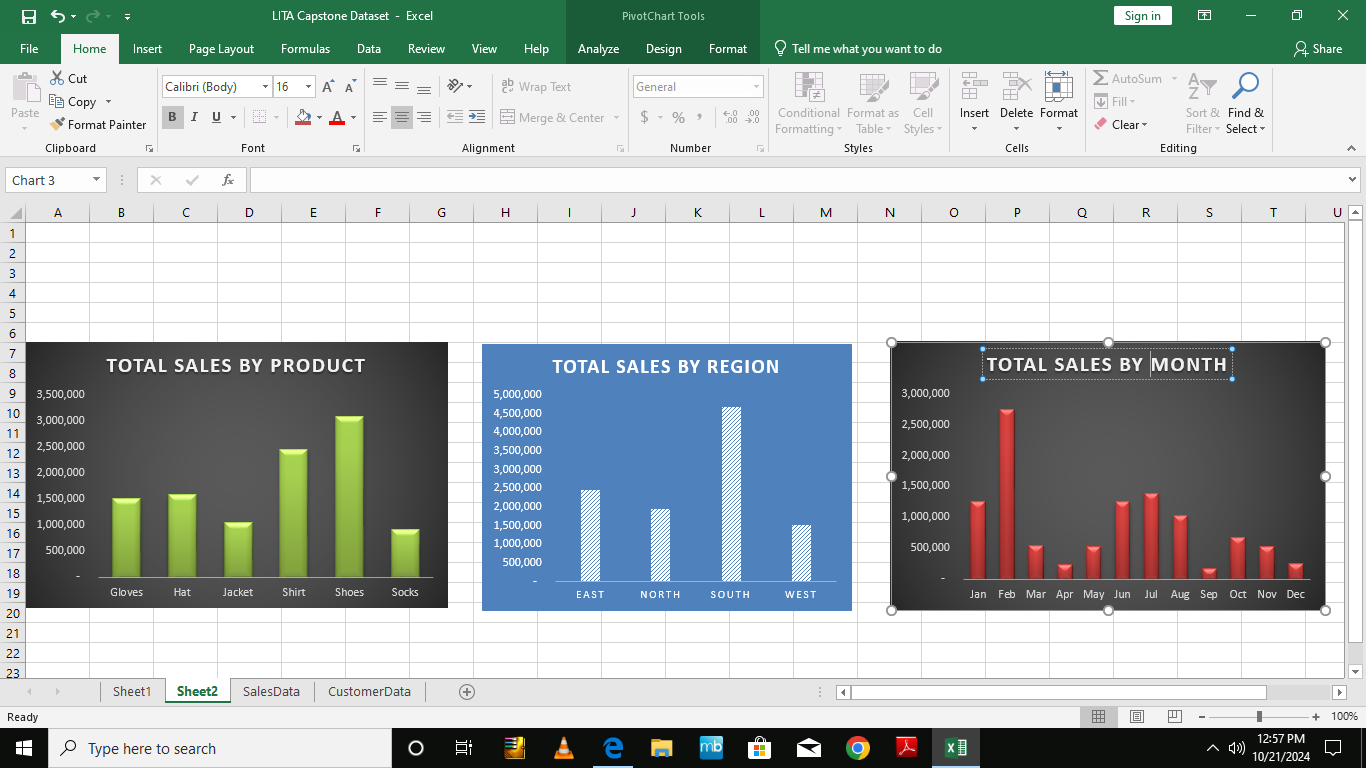 LITA Capstone Dataset - Excel
PivotChart Tools
Sign in
File
Home
Insert
Page Layout
Formulas
Data
Review
View
Help
Analyze
Design
Format
Tell me what you want to do
Share
Paste
Cut
Copy
Format Painter
Clipboard
Calibri (Body)
16
B I U
Font
Wrap Text
Merge & Center
Alignment
General
$ % ,
Number
Conditional Formatting
Format as Table
Cell Styles
Styles
Insert
Delete
Format
Cells
AutoSum
Fill
Clear
Sort & Filter
Find & Select
Editing
Chart 3
fx
A B C D E F G H I J K L M N O P Q R S T U
1
2
3
4
5
6
7
8
9
10
11
12
13
14
15
16
17
18
19
20
21
22
23
TOTAL SALES BY PRODUCT
3,500,000
3,000,000
2,500,000
2,000,000
1,500,000
1,000,000
500,000
-
Gloves Hat Jacket Shirt Shoes Socks
TOTAL SALES BY REGION
5,000,000
4,500,000
4,000,000
3,500,000
3,000,000
2,500,000
2,000,000
1,500,000
1,000,000
500,000
-
EAST NORTH SOUTH WEST
TOTAL SALES BY MONTH
3,000,000
2,500,000
2,000,000
1,500,000
1,000,000
500,000
-
Jan Feb Mar Apr May Jun Jul Aug Sep Oct Nov Dec
Sheet1
Sheet2
SalesData
CustomerData
Ready
100%
Type here to search
mb
12:57 PM
10/21/2024